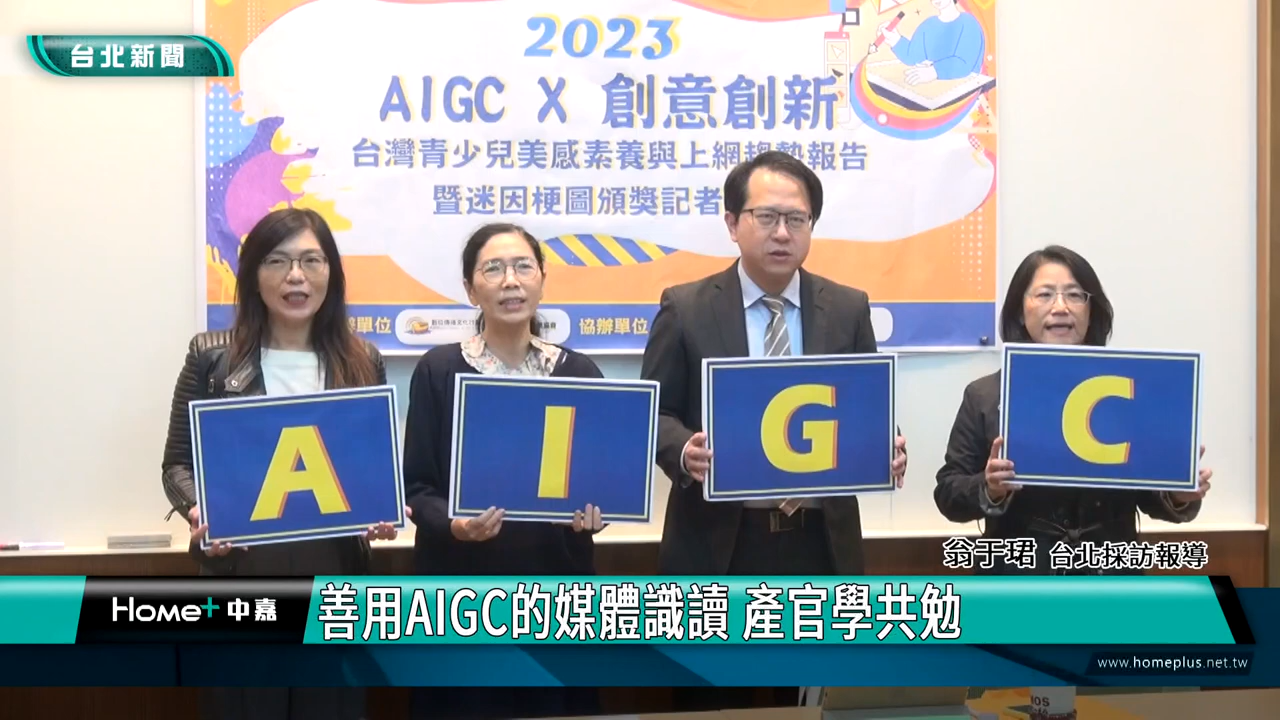 台北新聞
2023
AIGC X 創意創新
台灣青少兒美感素養與上網趨勢報告
暨迷因梗圖頒獎記者
辦單位
協辦單位
A I G C
翁于珺 台北採訪報導
Home+中嘉
善用AIGC的媒體識讀 產官學共勉
www.homeplus.net.tw